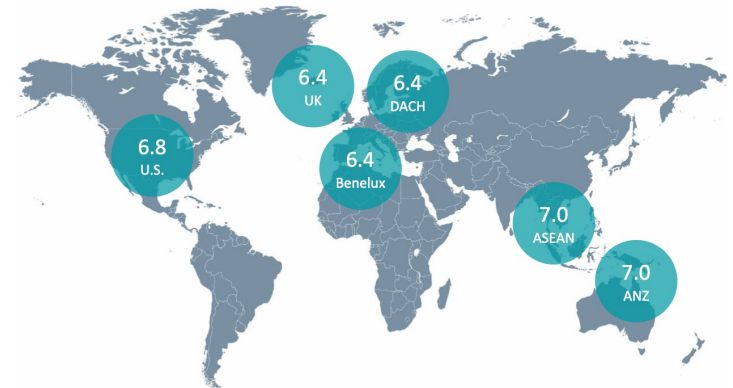 6.4
UK
6.4
DACH
6.8
U.S.
6.4
Benelux
7.0
ASEAN
7.0
ANZ